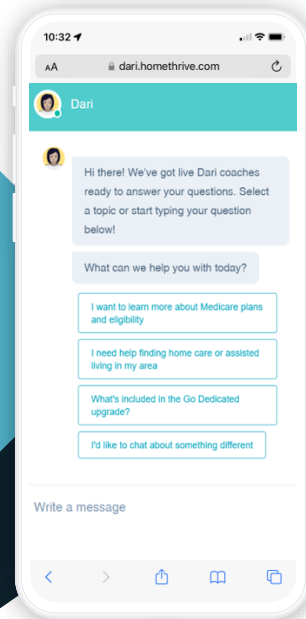 10:32
AA dari.homethrive.com
Dari
Hi there! We've got live Dari coaches
ready to answer your questions. Select
a topic or start typing your question
below!
What can we help you with today?
I want to learn more about Medicare plans
and eligibility
I need help finding home care or assisted
living in my area
What's included in the Go Dedicated
upgrade?
I'd like to chat about something different
Write a message